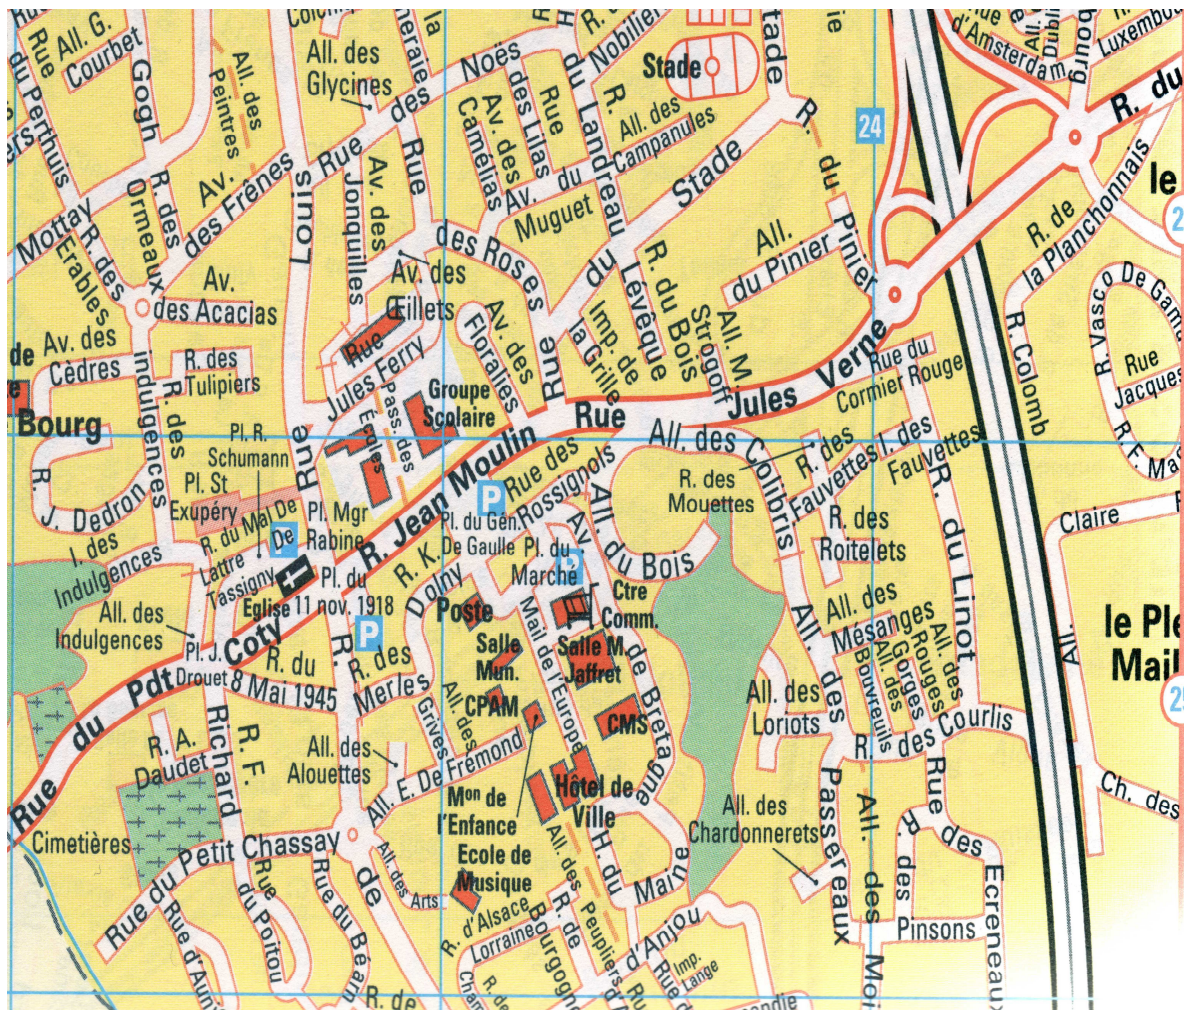 All. G.
Courbet
Rue
du Perthuis
Gogh
All. des
Peintres
All. des
Glycines
Rue des
Noës
Av. des
Camélias
Rue
des Lilas
R.
Nobilière
H. du Landreau
R.
Stade
Stade
All. des
Campanules
Av. du
Muguet
Stade
R. du Pinier
All.
du Pinier
24
d'Amsterdam
All.
Dublin
Luxembourg
R. du
le
R. de
la Planchonnais
R. Colomb
R. Vasco De Gama
Rue
Jacques
Mottay
R. des
Erables
R. des
Ormeaux
Av.
des Frênes
Louis
Av. des
Jonquilles
Rue
des Roses
Av. des
Œillets
Av.
des Acacias
Av. des
Cèdres
R. des
Tulipiers
R. des
Indulgences
Bourg
R.
J. Dedron
Rue
Jules Ferry
Pass. des
Écoles
Groupe
Scolaire
Av. des
Floralies
Rue
Imp. de
la Grille
Lévêque
R. du Bois
All. M.
Strogoff
Rue
Jules Verne
Rue du
Cormier Rouge
R. Jean Moulin
Rue des
Rossignols
All. des Colibris
R. des
Mouettes
R. des
Fauvettes
I. des
Fauvettes
R. des
Roitelets
R. du Linot
Claire
Pl. R.
Schumann
Pl. St
Exupéry
R. du Mal De
Lattre De
Tassigny
René
Pl. Mgr
Rabine
P
P
P
Pl. du Gén.
De Gaulle
Pl. du
Marché
Av.
All. du Bois
I. des
Indulgences
All. des
Indulgences
Eglise
Pl. du
11 nov. 1918
R. K.
Dolny
Poste
Salle
Mun.
CPAM
Mail de l'Europe
Ctre
Comm.
Salle M.
Jaffret
CMS
de Bretagne
All. des
Mésanges
All. des
Bouvreuils
All. des
Gorges
Rouges
All.
le Ple
Mail
Pl. J.
Drouet
Rue du Pdt Coty
R. du
8 Mai 1945
R.
R. des
Merles
All. des
Grives
All. des
Alouettes
All. E. De Frémond
All. des
Loriots
All. des
Passereaux
R. des Courlis
Rue des
Ecreneaux
Ch. des
R. A.
Daudet
R. F.
Richard
Cimetières
Rue du Petit Chassay
Mon de
l'Enfance
Hôtel de
Ville
Ecole de
Musique
All. des Arts
All. des
Peupliers
H. du
Maine
All. des
Chardonnerets
R. des
Pinsons
All. des
Moi
Rue
du Poitou
Rue du Béarn
de
R. de
R. d'Alsace
Lorraine
R. de
Bourgogne
d'Anjou
Imp.
Lange